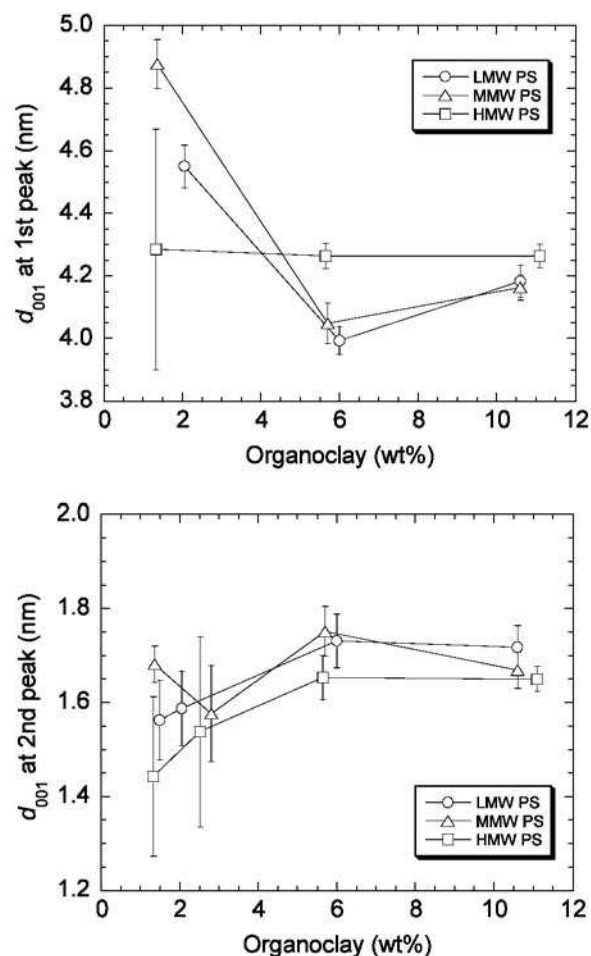 5.0
4.8
4.6
4.4
4.2
4.0
3.8
d001 at 1st peak (nm)
LMW PS
MMW PS
HMW PS
0 2 4 6 8 10 12
Organoclay (wt%)
2.0
1.8
1.6
1.4
1.2
d001 at 2nd peak (nm)
LMW PS
MMW PS
HMW PS
0 2 4 6 8 10 12
Organoclay (wt%)